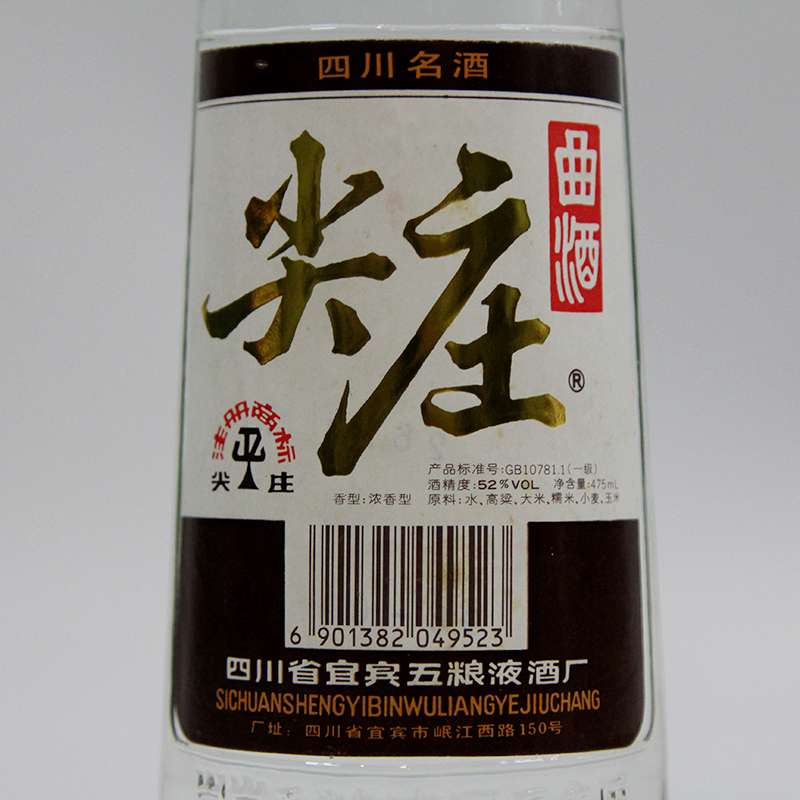 四川名酒
尖庄
曲酒
®
注册商标
尖庄
产品标准号:GB10781.1(一级)
酒精度:52%VOL 净含量:475mL
香型:浓香型 原料:水、高粱、大米、糯米、小麦、玉米
6 901382 049523
四川省宜宾五粮液酒厂
SICHUANSHENGYIBINWULIANGYEJIUCHANG
厂址:四川省宜宾市岷江西路150号